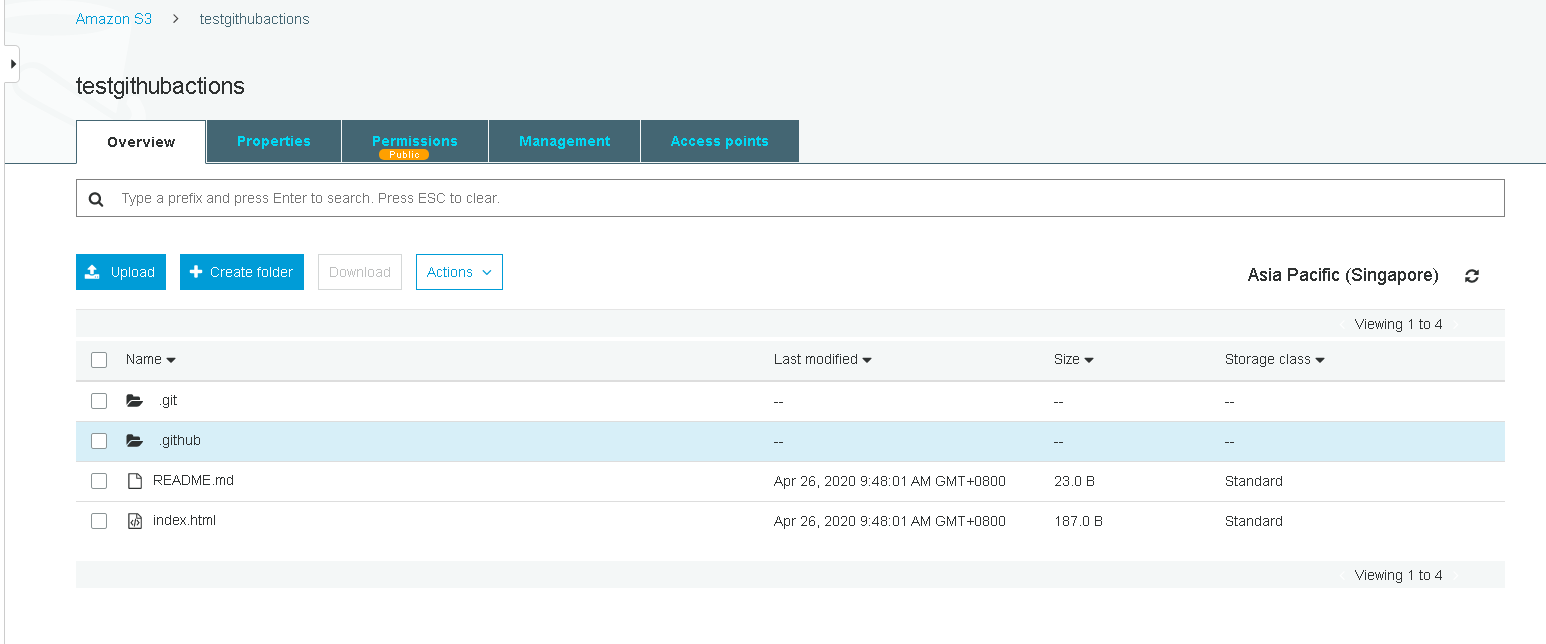 Amazon S3 > testgithubactions
testgithubactions
Overview Properties Permissions Management Access points
Public
Type a prefix and press Enter to search. Press ESC to clear.
Upload Create folder Download Actions Asia Pacific (Singapore)
Viewing 1 to 4
Name Last modified Size Storage class
.git -- -- --
.github -- -- --
README.md Apr 26, 2020 9:48:01 AM GMT+0800 23.0 B Standard
index.html Apr 26, 2020 9:48:01 AM GMT+0800 187.0 B Standard
Viewing 1 to 4